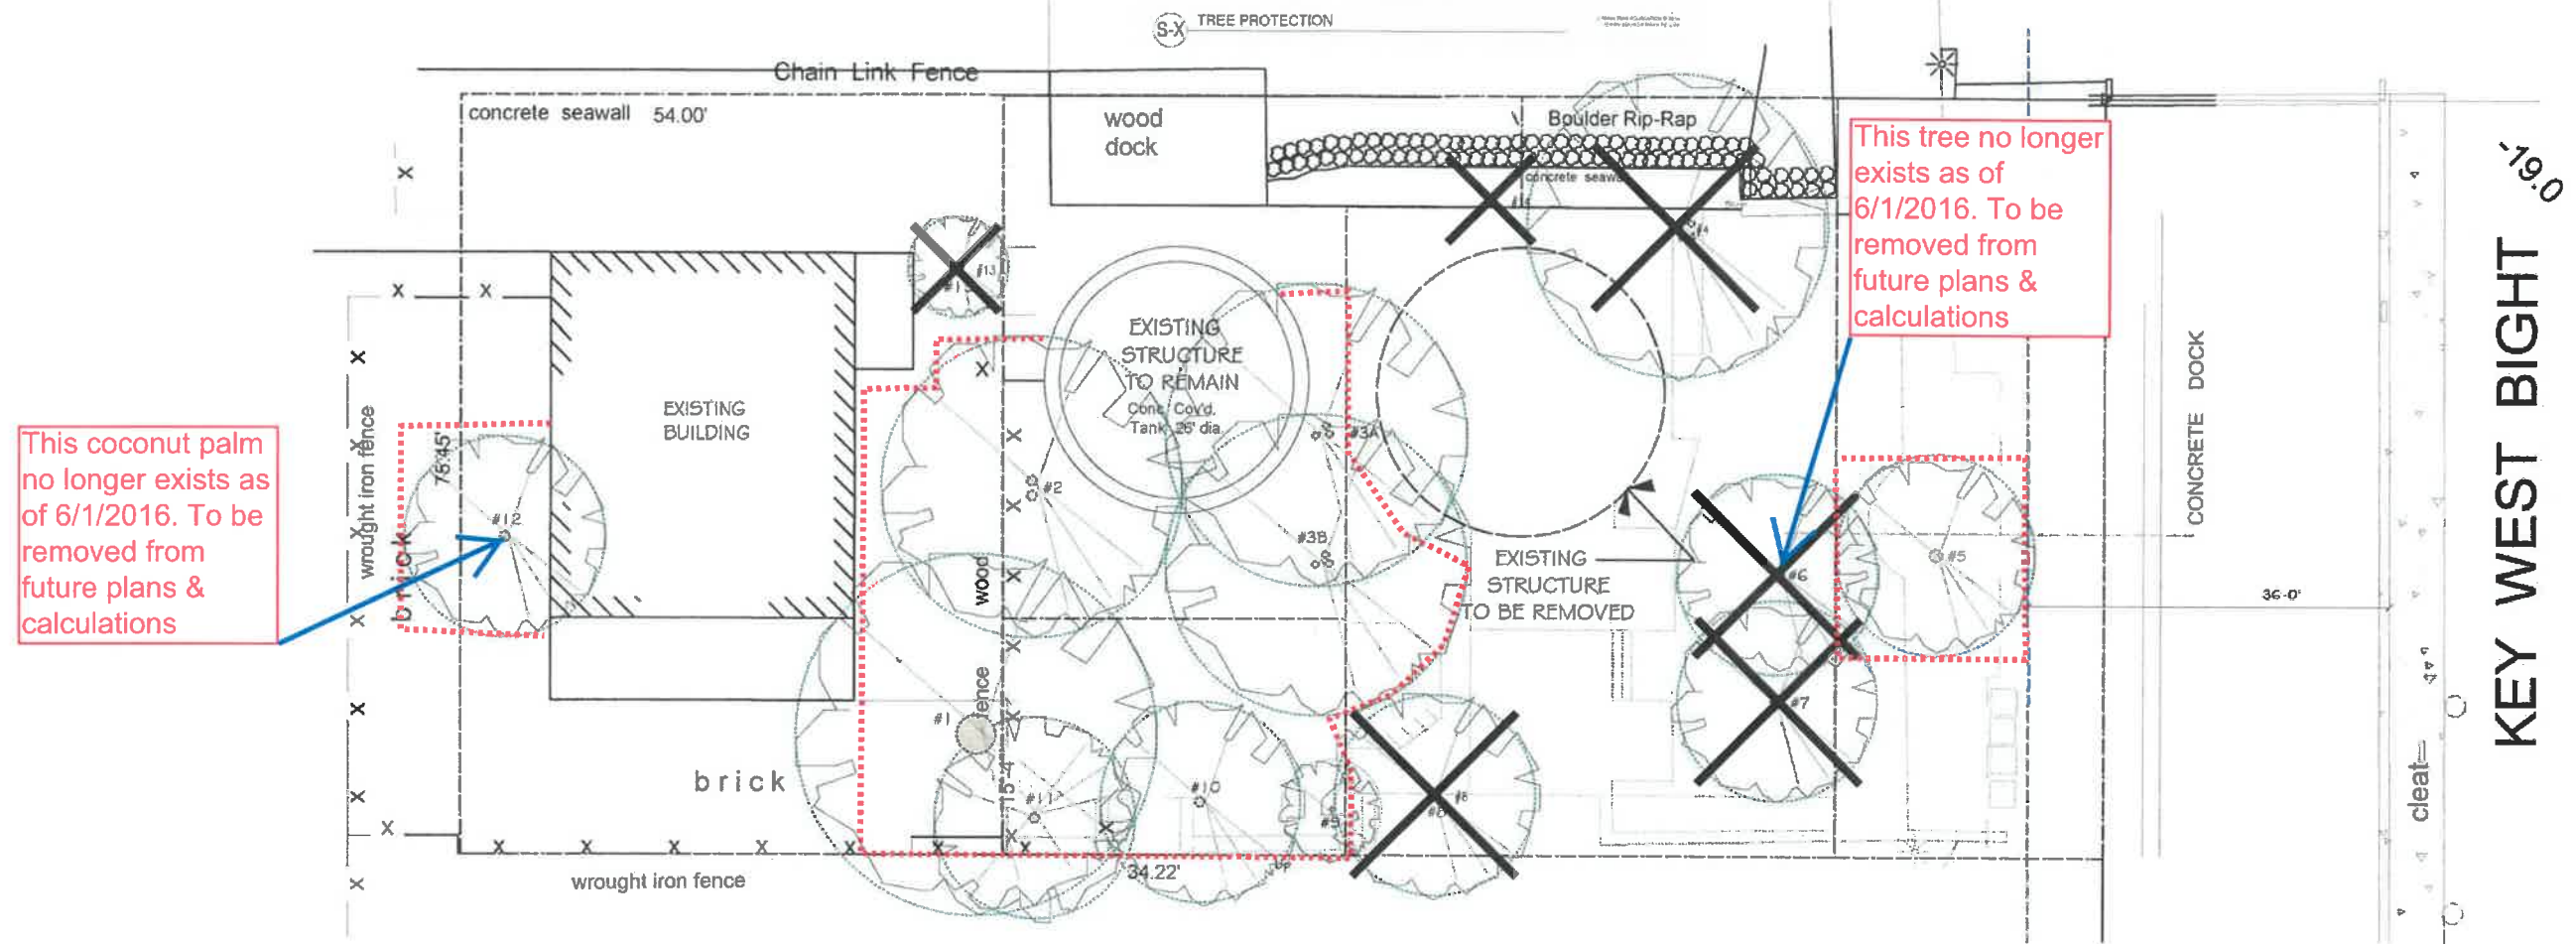 S-X TREE PROTECTION
Chain Link Fence
concrete seawall 54.00'
wood
dock
Boulder Rip-Rap
concrete
This tree no longer
exists as of
6/1/2016. To be
removed from
future plans &
calculations
-19.0
KEY WEST BIGHT
#4
#13
EXISTING
STRUCTURE
TO REMAIN
Conc Cov'd.
Tank 26' dia.
EXISTING
BUILDING
CONCRETE DOCK
This coconut palm
no longer exists as
of 6/1/2016. To be
removed from
future plans &
calculations
wrought iron fence
brick
#12
#2
#3A
#3B
EXISTING
STRUCTURE
TO BE REMOVED
#6
#5
36-0'
wood
fence
#1
#7
brick
15-4
#11
#10
#9
#8
#8
cleat
wrought iron fence
34.22'